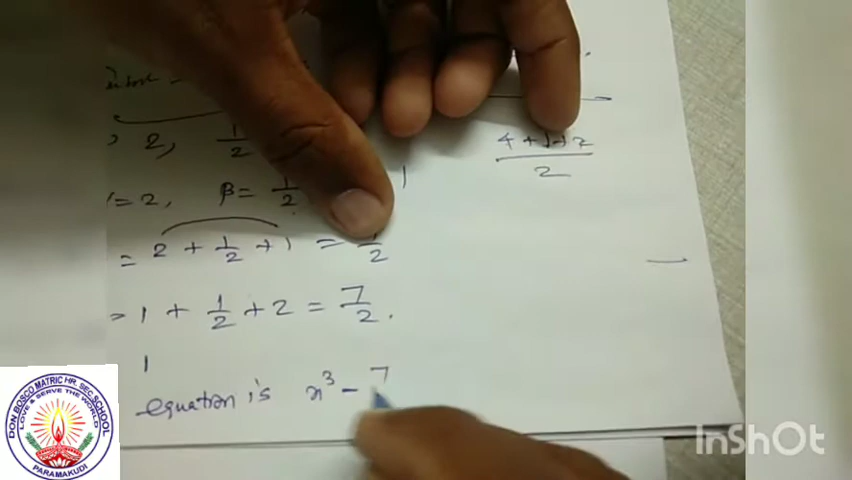 2, 1/2
= 2, β = 1/2 1
4 + 1 + 2 / 2
= 2 + 1/2 + 1 = /2
1 + 1/2 + 2 = 7/2.
1
equation is x³ - 7
DON BOSCO MATRIC HR. SEC. SCHOOL
LOVE & SERVE THE WORLD
PARAMAKUDI
InShOt